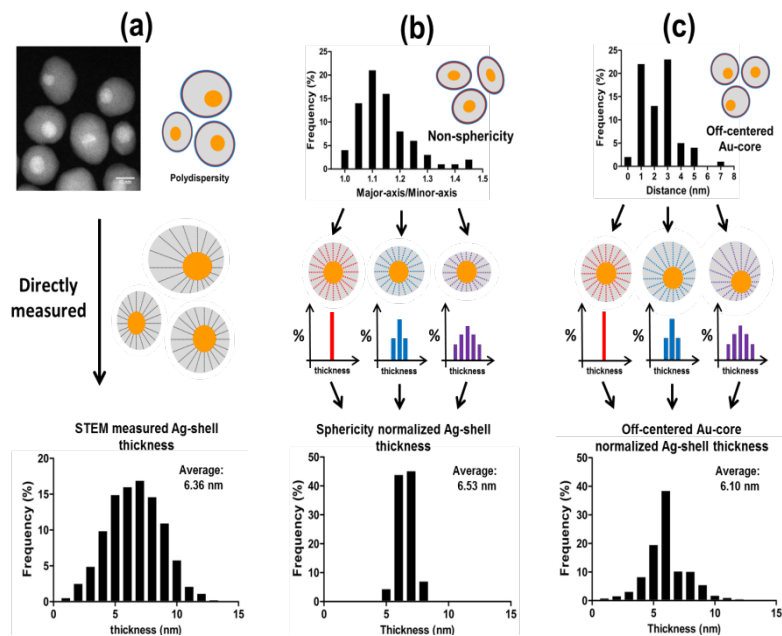 (a)
Polydispersity
Directly
measured
STEM measured Ag-shell
thickness
Average:
6.36 nm
Frequency (%)
20
15
10
5
0
0 5 10 15
thickness (nm)
(b)
Frequency (%)
25
20
15
10
5
0
1.0 1.1 1.2 1.3 1.4 1.5
Major-axis/Minor-axis
Non-sphericity
% thickness
% thickness
% thickness
Sphericity normalized Ag-shell
thickness
Average:
6.53 nm
Frequency (%)
50
40
30
20
10
0
0 5 10 15
Thickness (nm)
(c)
Frequency (%)
25
20
15
10
5
0
0 1 2 3 4 5 6 7 8
Distance (nm)
Off-centered
Au-core
% thickness
% thickness
% thickness
Off-centered Au-core
normalized Ag-shell thickness
Average:
6.10 nm
Frequency (%)
50
40
30
20
10
0
0 5 10 15
Thickness (nm)